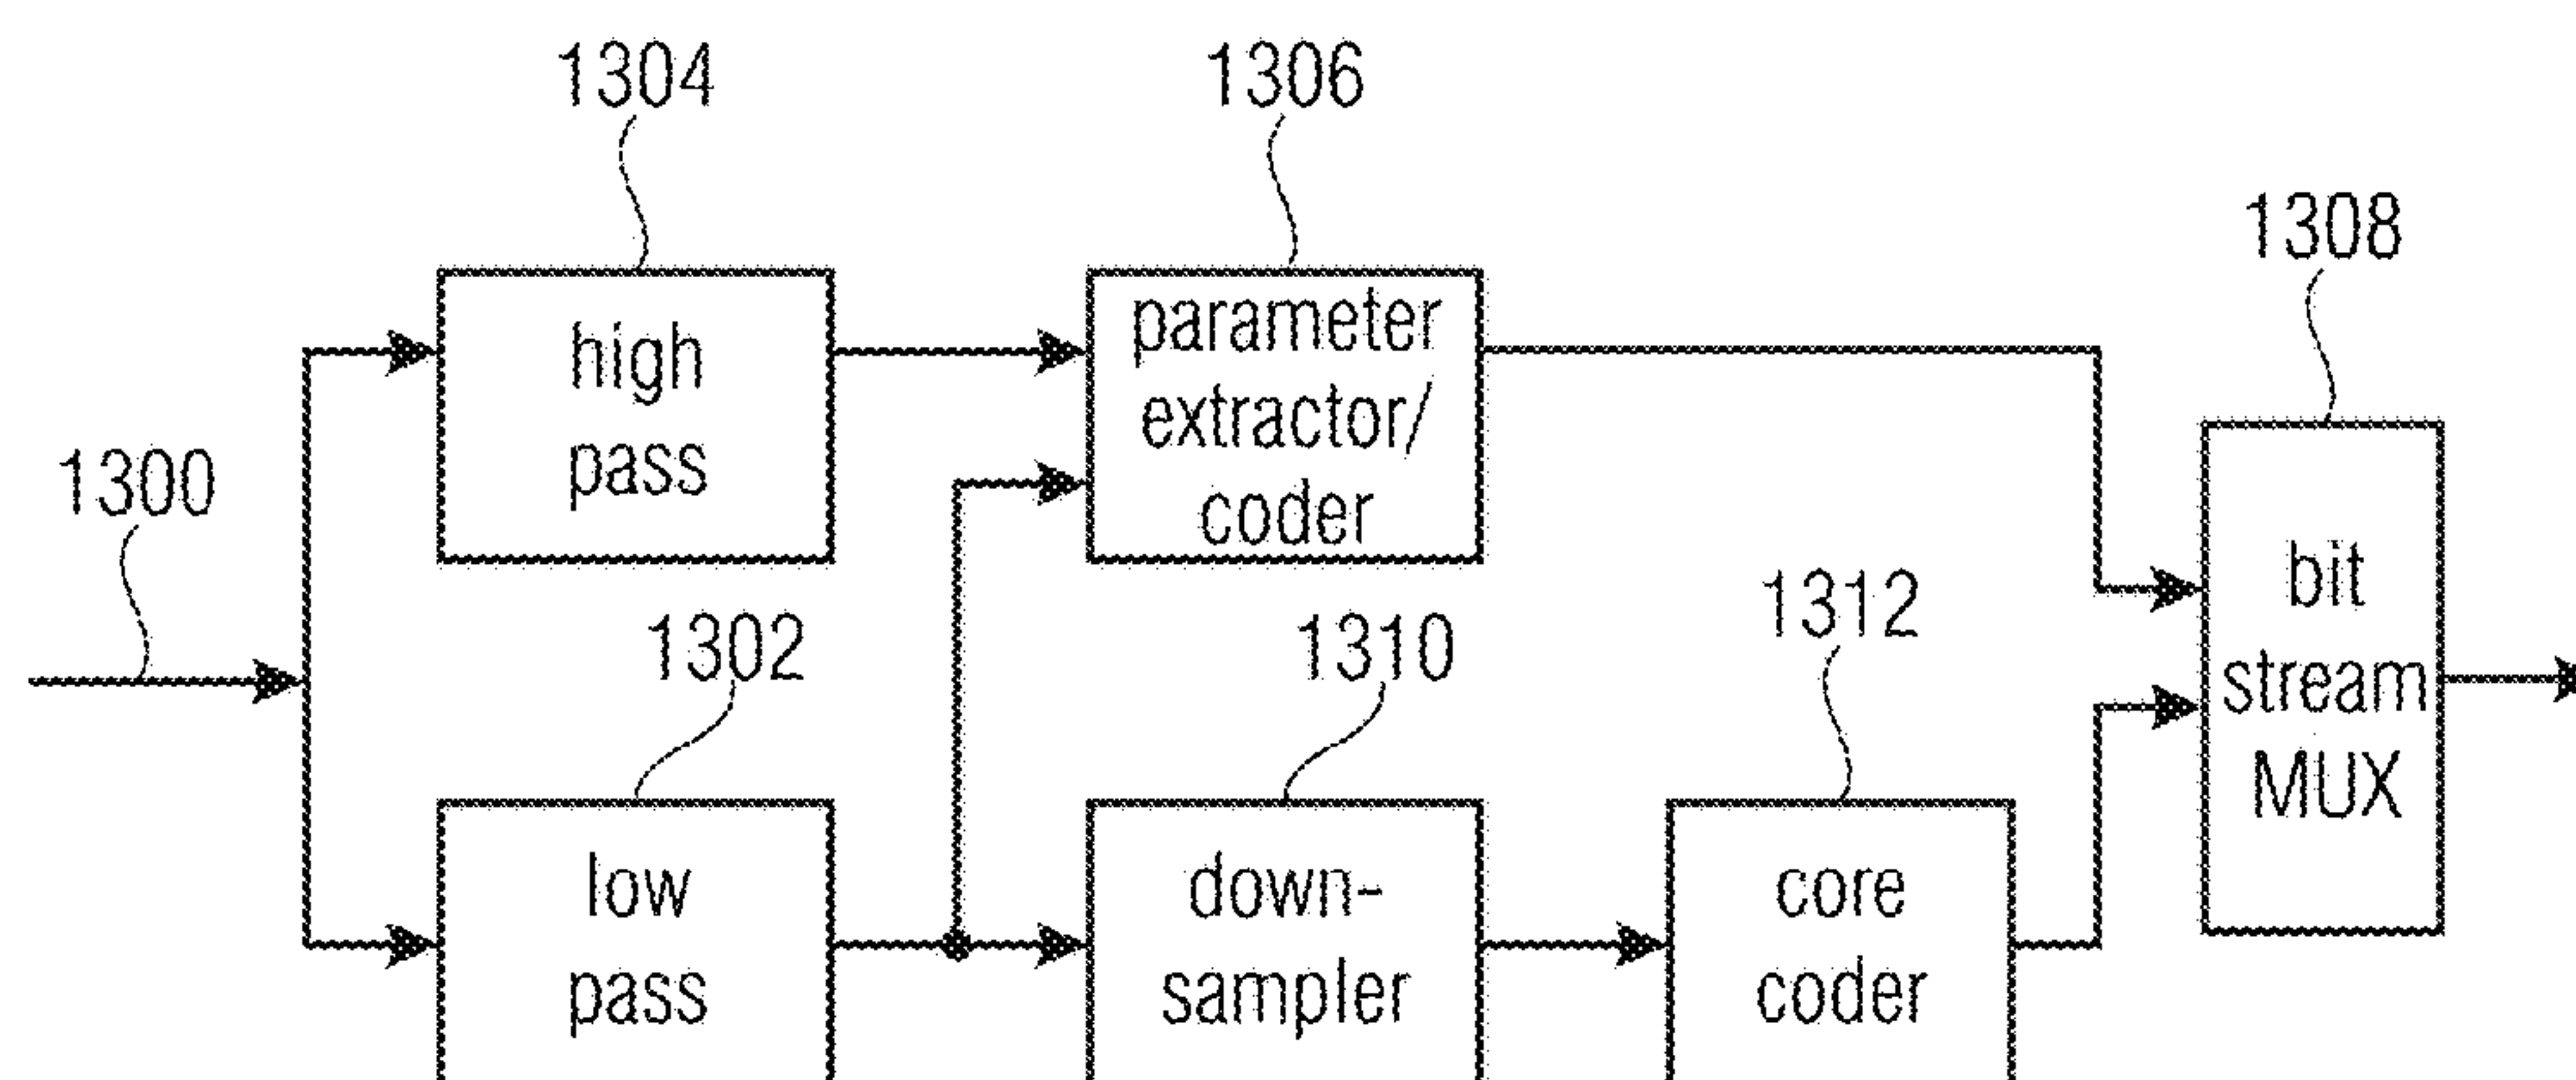 1304
1306
1308
high
pass
parameter
extractor/
coder
1300
1302
1310
1312
bit
stream
MUX
low
pass
down-
sampler
core
coder